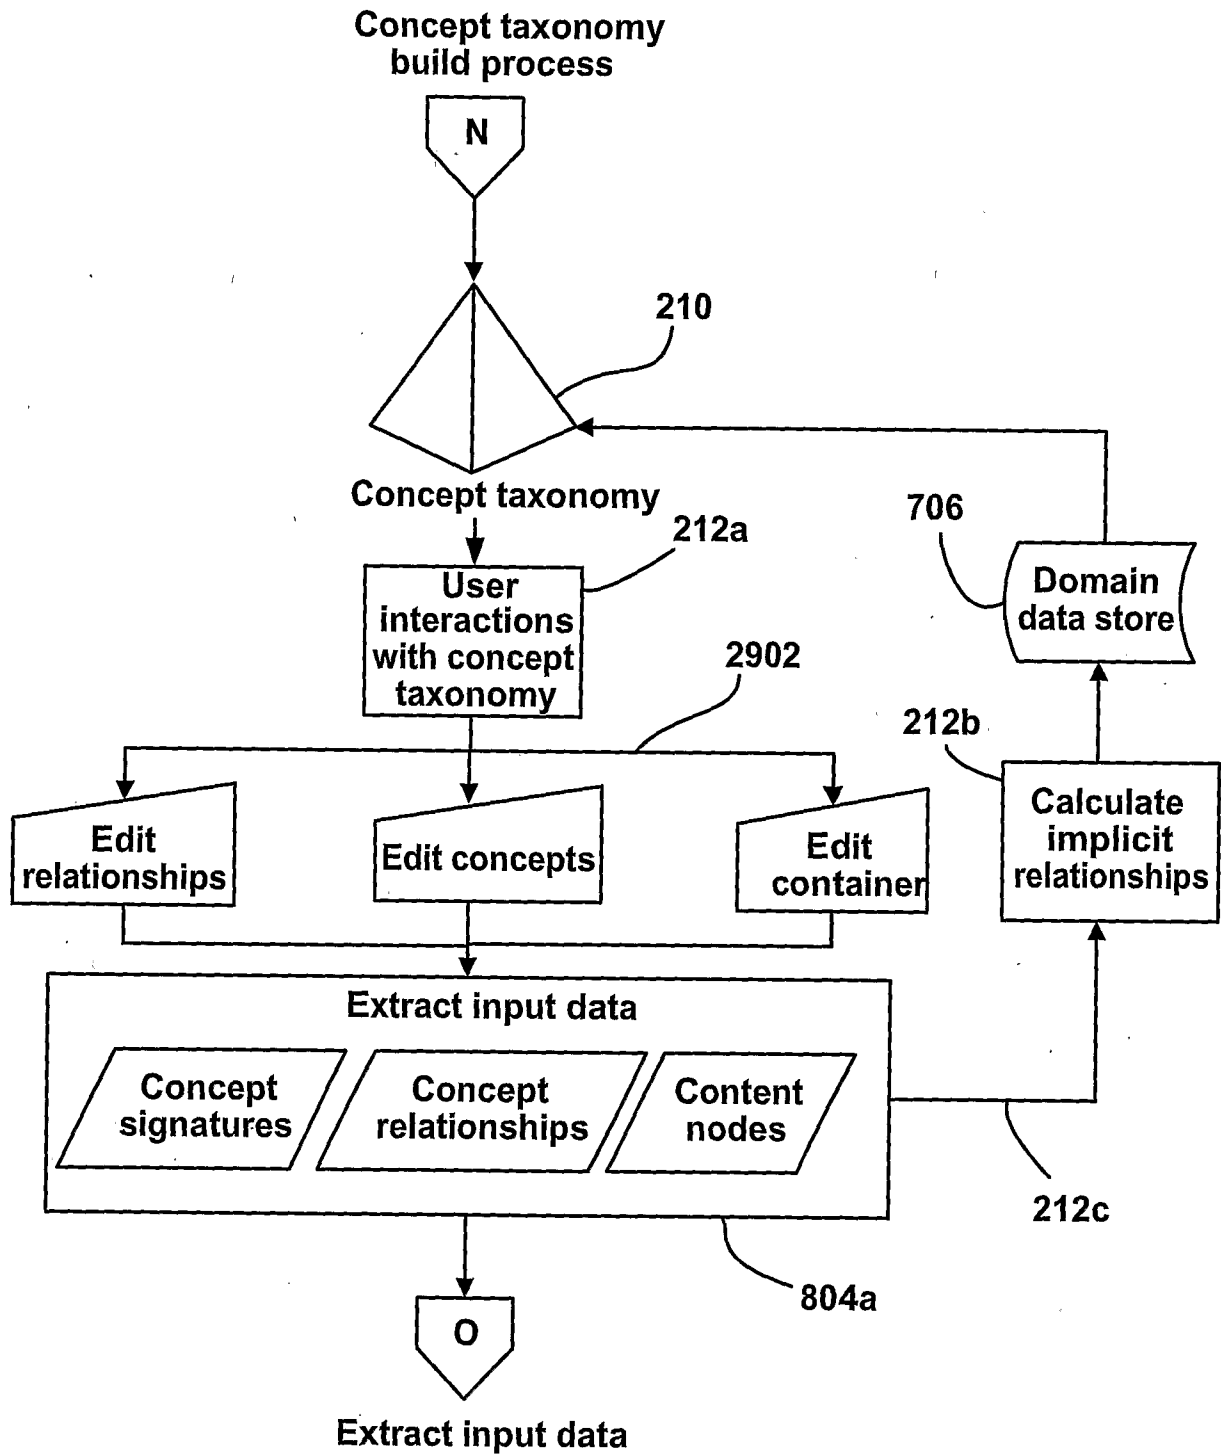 Concept taxonomy
build process
N
210
Concept taxonomy
212a
706
User
interactions
with concept
taxonomy
Domain
data store
2902
212b
Edit
relationships
Edit concepts
Edit
container
Calculate
implicit
relationships
Extract input data
Concept
signatures
Concept
relationships
Content
nodes
212c
804a
O
Extract input data